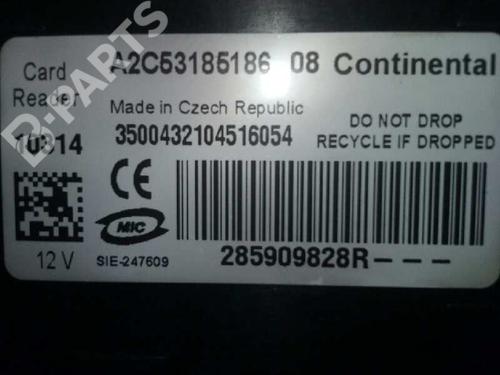 Card Reader
A2C53185186 08 Continental
Made in Czech Republic
10314
3500432104516054
DO NOT DROP
RECYCLE IF DROPPED
CE
MIC
12 V
SIE-247609
285909828R---
D-PARTS